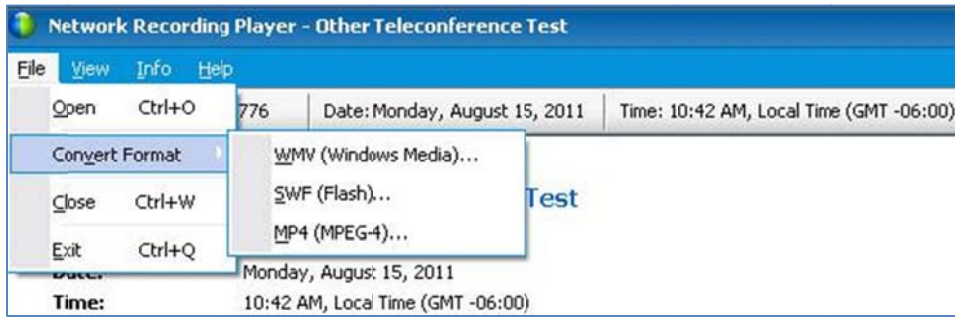 Network Recording Player - Other Teleconference Test
File View Info Help
Open Ctrl+O
776 Date: Monday, August 15, 2011 Time: 10:42 AM, Local Time (GMT -06:00)
Convert Format
WMV (Windows Media)...
SWF (Flash)...
MP4 (MPEG-4)...
Close Ctrl+W
Exit Ctrl+Q
Test
Date: Monday, August 15, 2011
Time: 10:42 AM, Local Time (GMT -06:00)